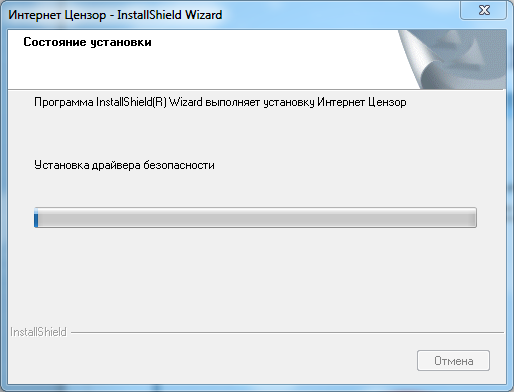 Интернет Цензор - InstallShield Wizard
Состояние установки
Программа InstallShield(R) Wizard выполняет установку Интернет Цензор
Установка драйвера безопасности
InstallShield
Отмена